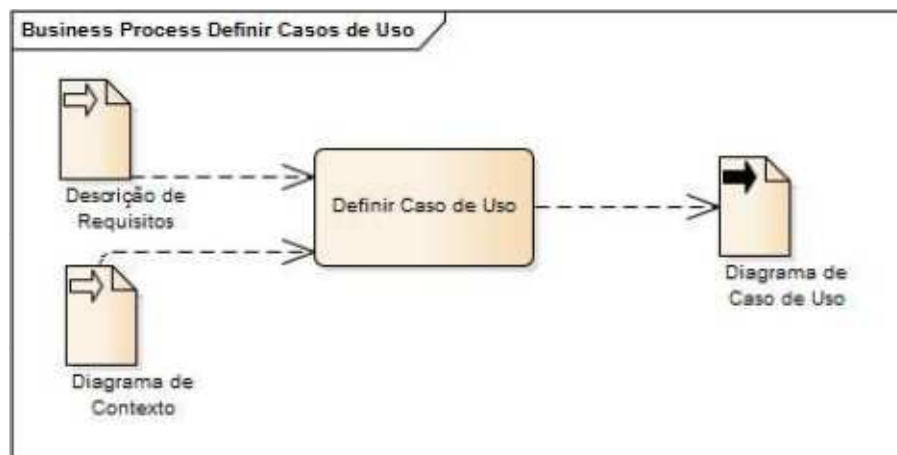 Business Process Definir Casos de Uso
Descrição de
Requisitos
Definir Caso de Uso
Diagrama de
Caso de Uso
Diagrama de
Contexto